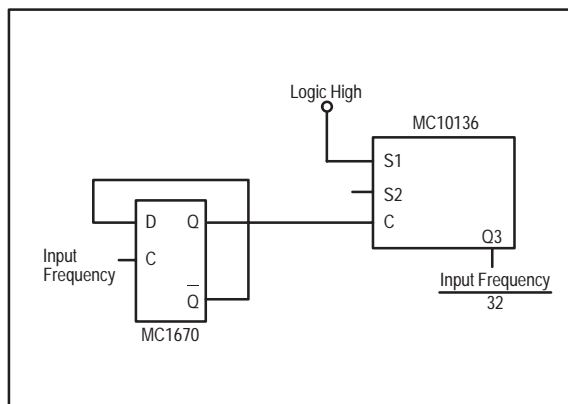 Logic High
MC10136
S1
S2
C
Q3
Input Frequency
32
D Q
Input
Frequency
C
Q̅
MC1670